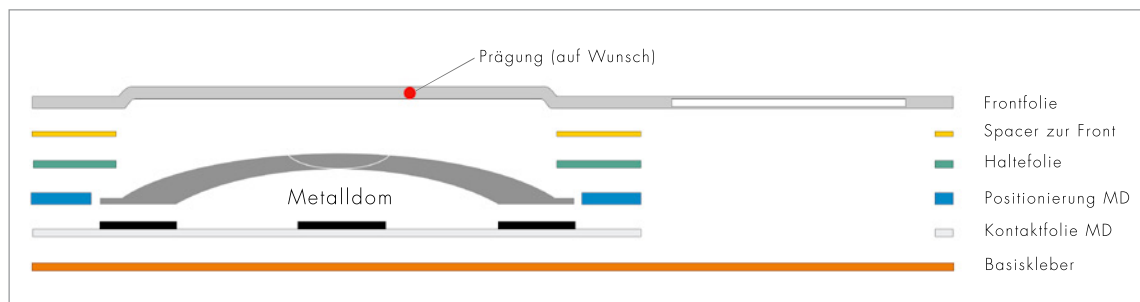 Prägung (auf Wunsch)
Frontfolie
Spacer zur Front
Haltefolie
Metalldom
Positionierung MD
Kontaktfolie MD
Basiskleber